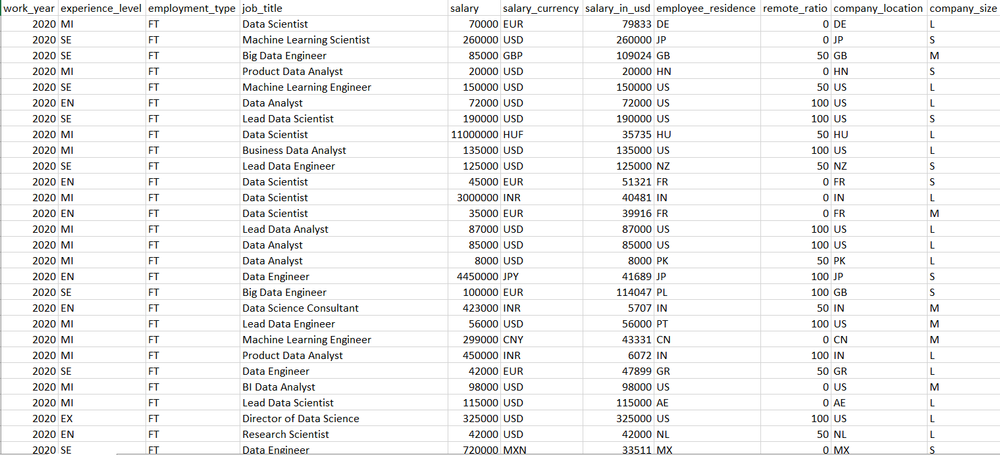 work_year experience_level employment_type job_title salary salary_currency salary_in_usd employee_residence remote_ratio company_location company_size
2020 MI FT Data Scientist 70000 EUR 79833 DE 0 DE L
2020 SE FT Machine Learning Scientist 260000 USD 260000 JP 0 JP S
2020 SE FT Big Data Engineer 85000 GBP 109024 GB 50 GB M
2020 MI FT Product Data Analyst 20000 USD 20000 HN 0 HN S
2020 SE FT Machine Learning Engineer 150000 USD 150000 US 50 US L
2020 EN FT Data Analyst 72000 USD 72000 US 100 US L
2020 SE FT Lead Data Scientist 190000 USD 190000 US 100 US S
2020 MI FT Data Scientist 11000000 HUF 35735 HU 50 HU L
2020 MI FT Business Data Analyst 135000 USD 135000 US 100 US L
2020 SE FT Lead Data Engineer 125000 USD 125000 NZ 50 NZ S
2020 EN FT Data Scientist 45000 EUR 51321 FR 0 FR S
2020 MI FT Data Scientist 3000000 INR 40481 IN 0 IN L
2020 EN FT Data Scientist 35000 EUR 39916 FR 0 FR M
2020 MI FT Lead Data Analyst 87000 USD 87000 US 100 US L
2020 MI FT Data Analyst 85000 USD 85000 US 100 US L
2020 MI FT Data Analyst 8000 USD 8000 PK 50 PK L
2020 EN FT Data Engineer 4450000 JPY 41689 JP 100 JP S
2020 SE FT Big Data Engineer 100000 EUR 114047 PL 100 GB S
2020 EN FT Data Science Consultant 423000 INR 5707 IN 50 IN M
2020 MI FT Lead Data Engineer 56000 USD 56000 PT 100 US M
2020 MI FT Machine Learning Engineer 299000 CNY 43331 CN 0 CN M
2020 MI FT Product Data Analyst 450000 INR 6072 IN 100 IN L
2020 SE FT Data Engineer 42000 EUR 47899 GR 50 GR L
2020 MI FT BI Data Analyst 98000 USD 98000 US 0 US M
2020 MI FT Lead Data Scientist 115000 USD 115000 AE 0 AE L
2020 EX FT Director of Data Science 325000 USD 325000 US 100 US L
2020 EN FT Research Scientist 42000 USD 42000 NL 50 NL L
2020 SE FT Data Engineer 720000 MXN 33511 MX 0 MX S